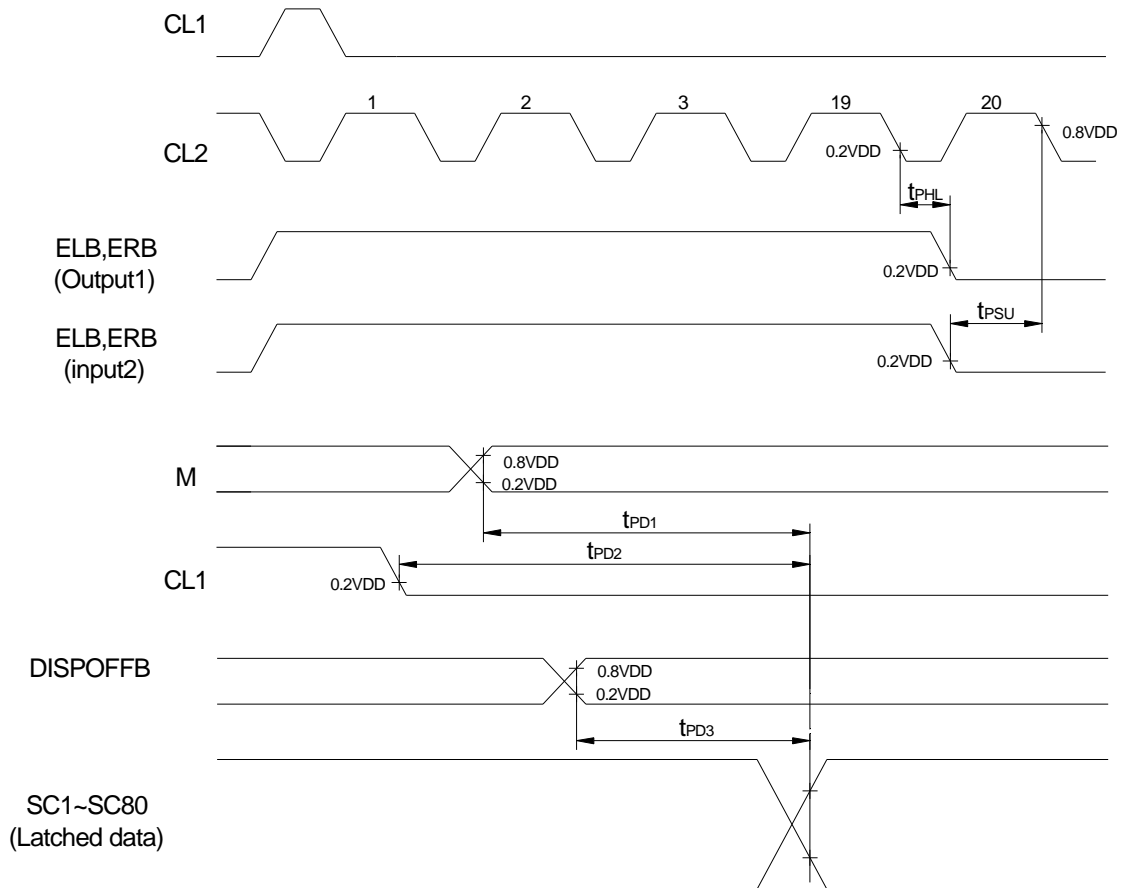 CL1
1 2 3 19 20
CL2
0.2VDD
0.8VDD
tPHL
ELB,ERB
(Output1)
0.2VDD
tPSU
ELB,ERB
(input2)
0.2VDD
M
0.8VDD
0.2VDD
tPD1
tPD2
CL1
0.2VDD
DISPOFFB
0.8VDD
0.2VDD
tPD3
SC1~SC80
(Latched data)